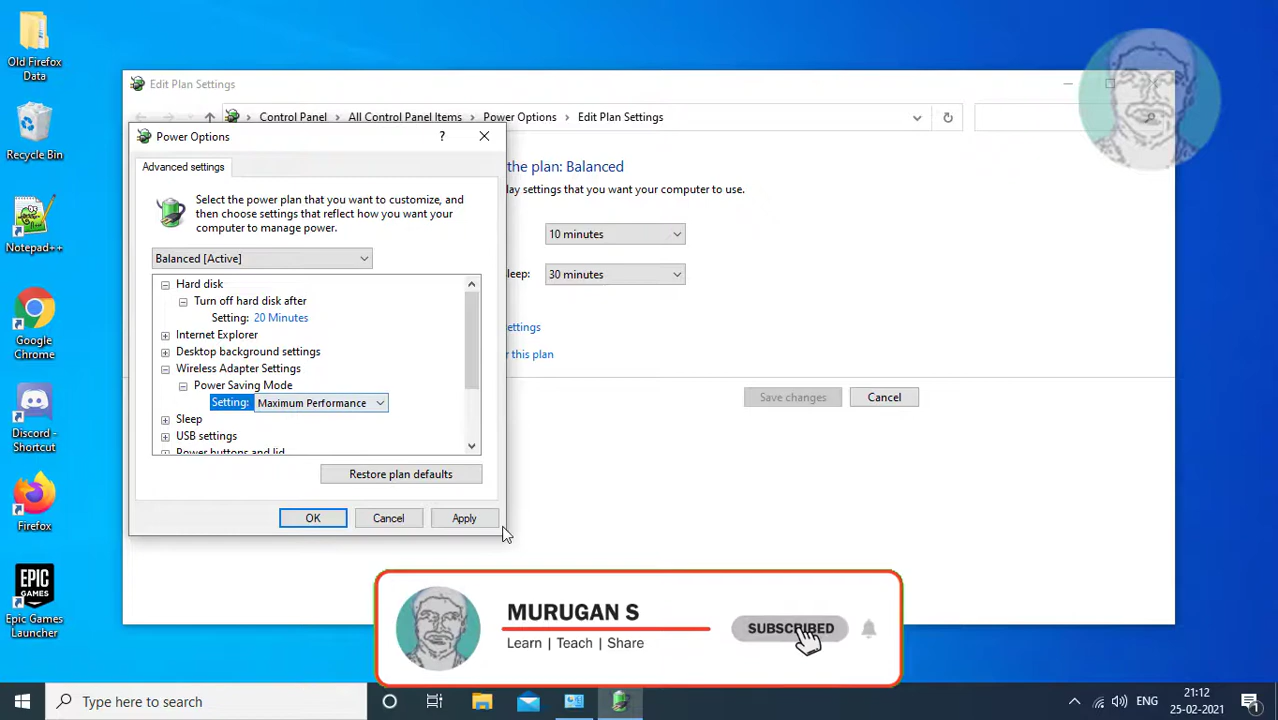 Old Firefox
Data
Recycle Bin
Notepad++
Google
Chrome
Discord -
Shortcut
Firefox
EPIC
GAMES
Epic Games
Launcher
Edit Plan Settings
Control Panel
All Control Panel Items
Power Options
Edit Plan Settings
the plan: Balanced
lay settings that you want your computer to use.
10 minutes
leep:
30 minutes
ettings
r this plan
Save changes
Cancel
Power Options
?
Advanced settings
Select the power plan that you want to customize, and
then choose settings that reflect how you want your
computer to manage power.
Balanced [Active]
Hard disk
Turn off hard disk after
Setting: 20 Minutes
Internet Explorer
Desktop background settings
Wireless Adapter Settings
Power Saving Mode
Setting: Maximum Performance
Sleep
USB settings
Power buttons and lid
Restore plan defaults
OK
Cancel
Apply
MURUGAN S
Learn | Teach | Share
SUBSCRIBED
Type here to search
ENG
21:12
25-02-2021
1